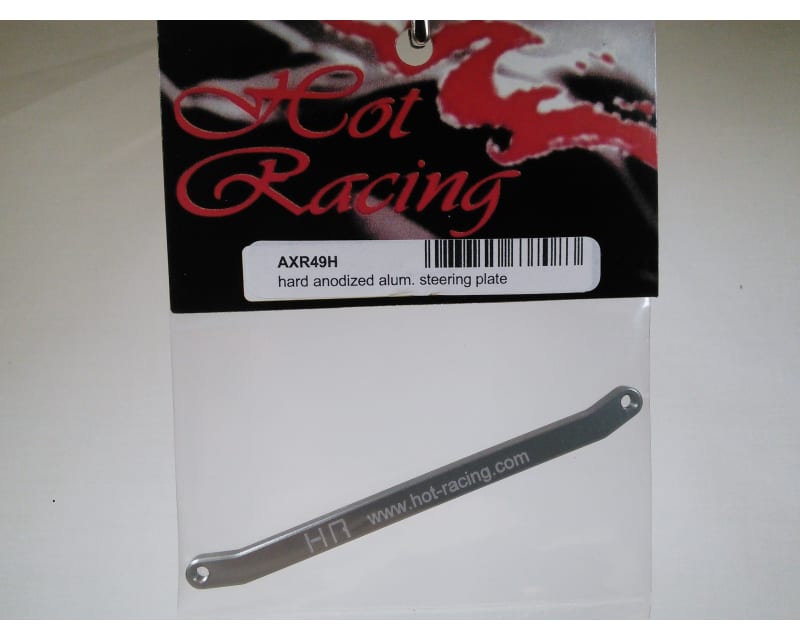 Hot
Racing
AXR49H
hard anodized alum. steering plate
HR www.hot-racing.com